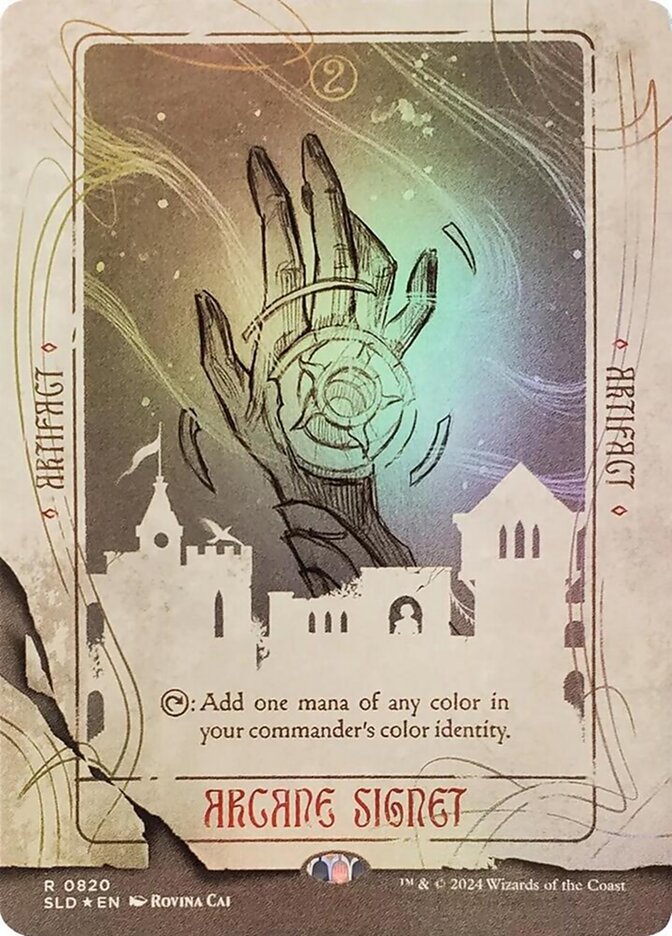 2
ARTIFACT
ARTIFACT
: Add one mana of any color in
your commander's color identity.
ARCANE SIGNET
R 0820
SLD ★ EN Rovina Cai
™ & © 2024 Wizards of the Coast